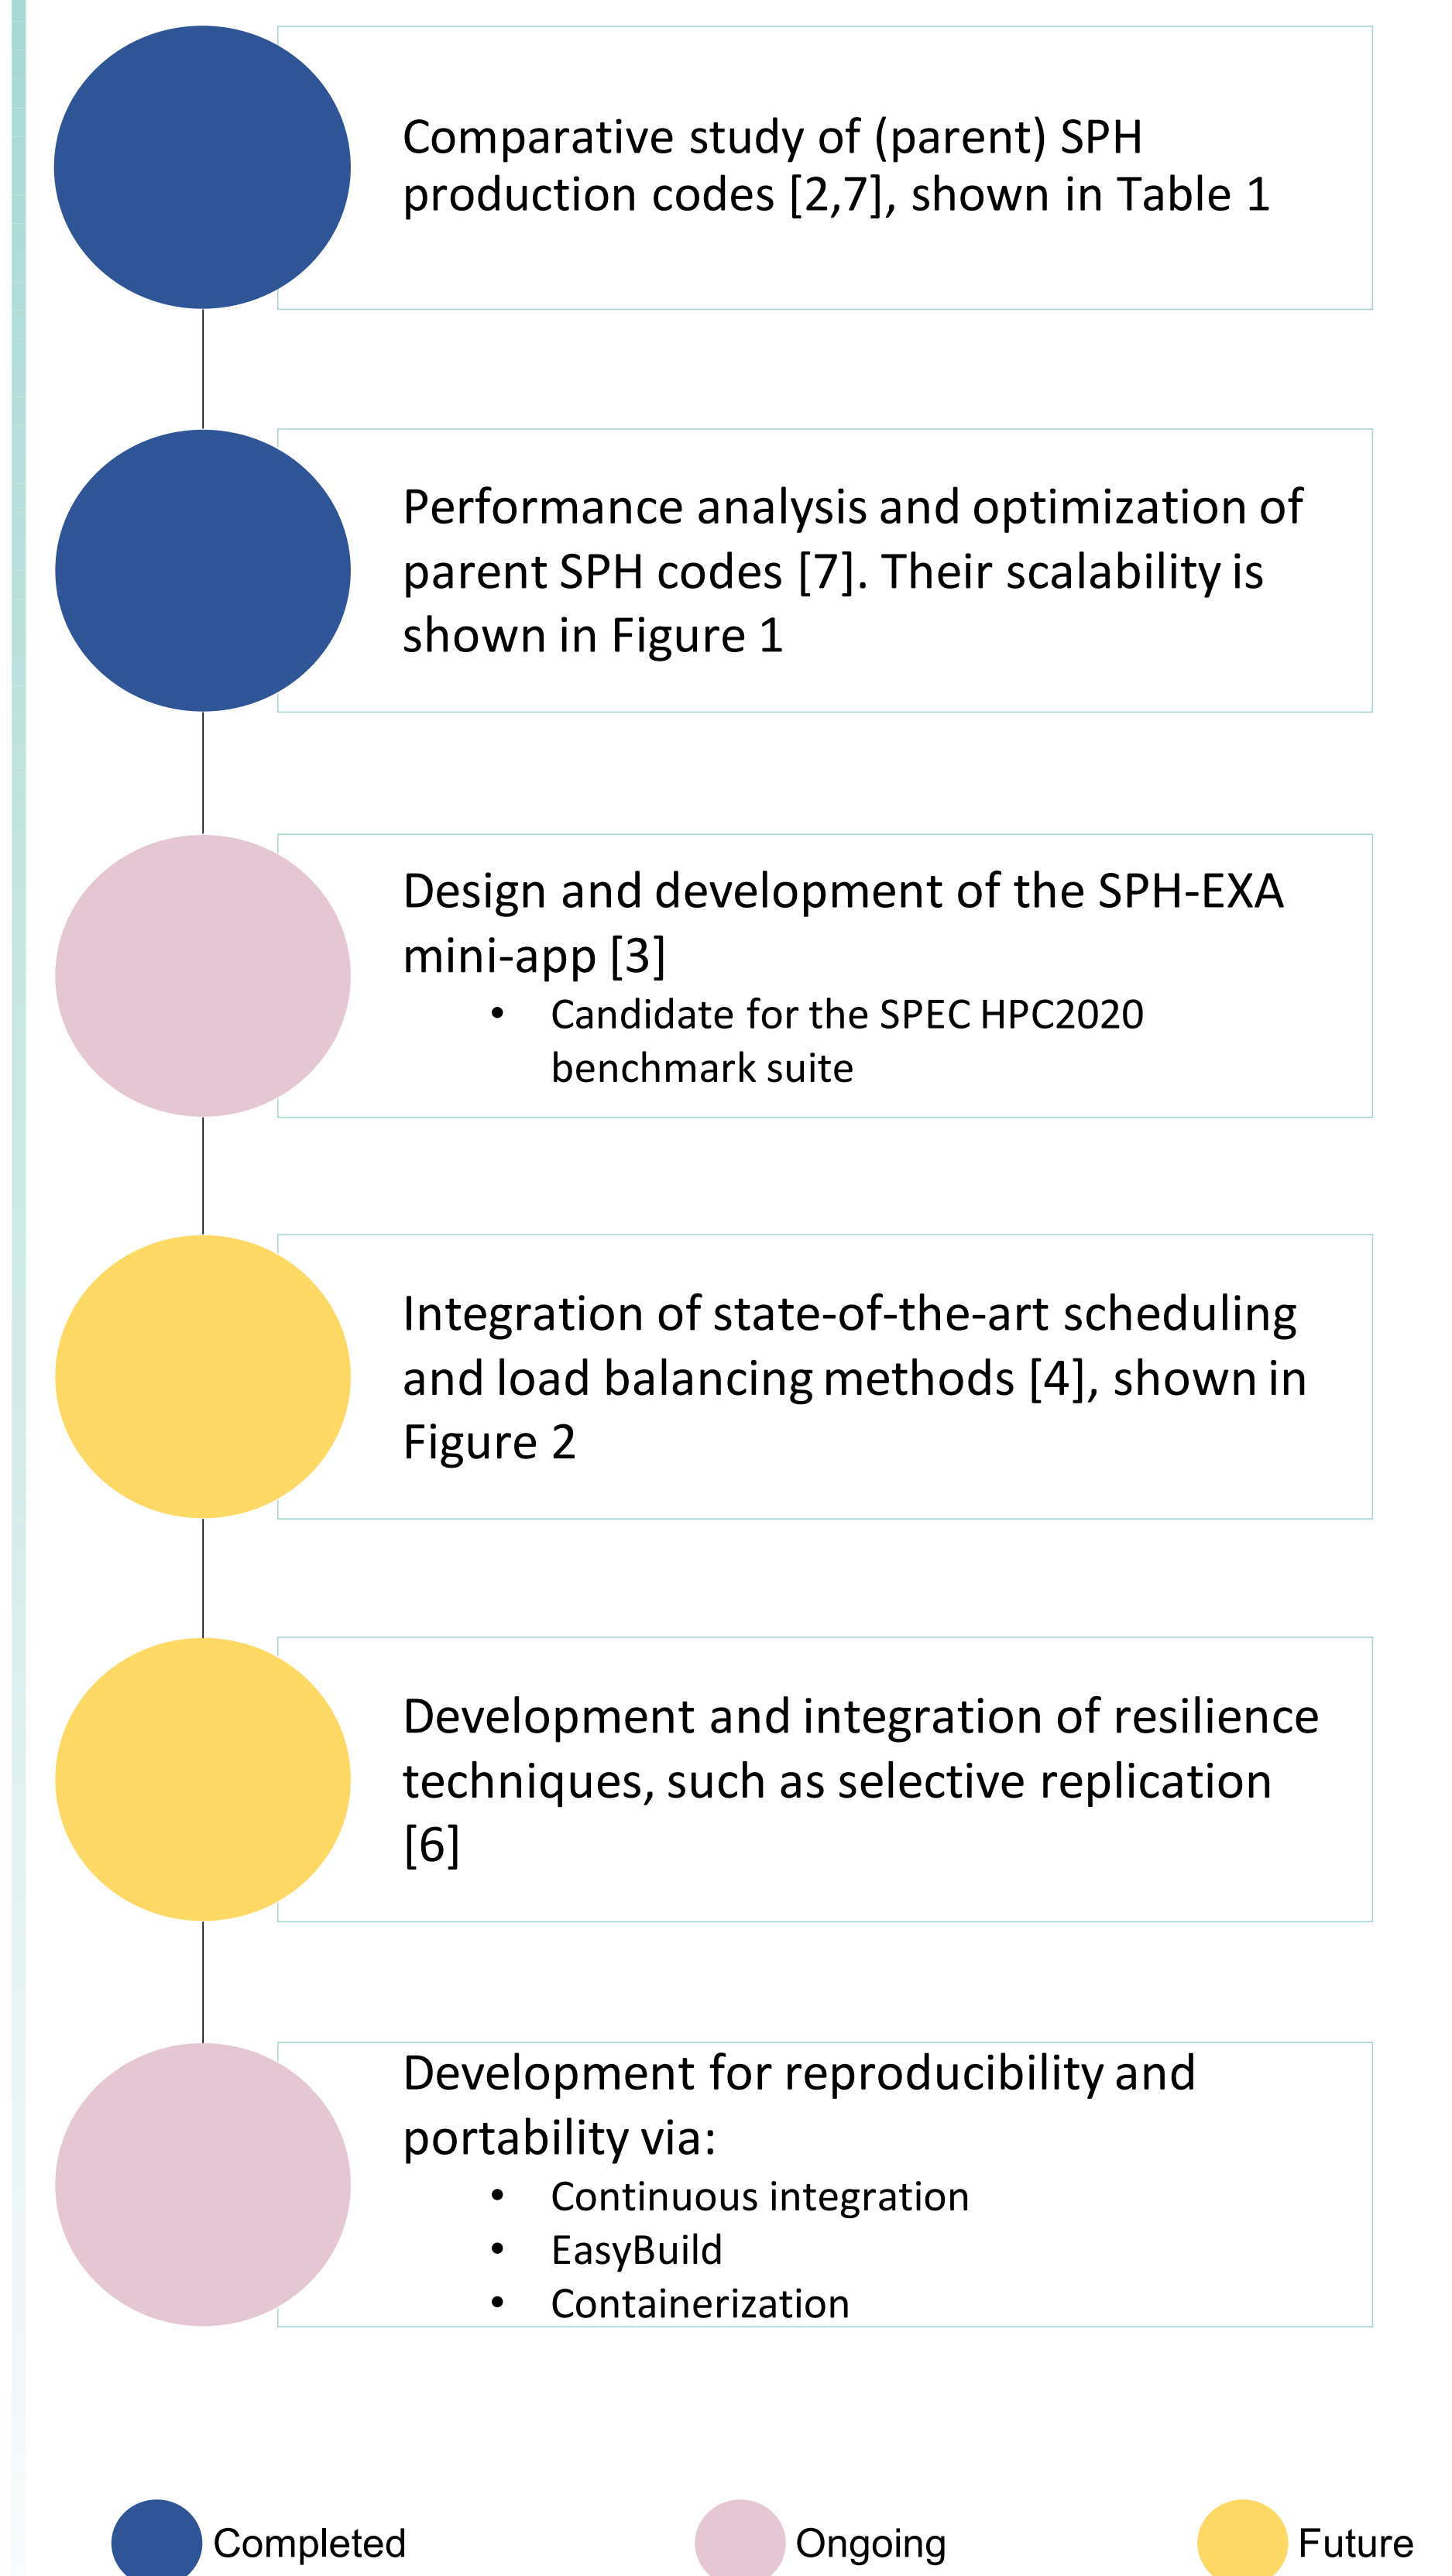 Comparative study of (parent) SPH
production codes [2,7], shown in Table 1
Performance analysis and optimization of
parent SPH codes [7]. Their scalability is
shown in Figure 1
Design and development of the SPH-EXA
mini-app [3]
• Candidate for the SPEC HPC2020
benchmark suite
Integration of state-of-the-art scheduling
and load balancing methods [4], shown in
Figure 2
Development and integration of resilience
techniques, such as selective replication
[6]
Development for reproducibility and
portability via:
• Continuous integration
• EasyBuild
• Containerization
Completed
Ongoing
Future